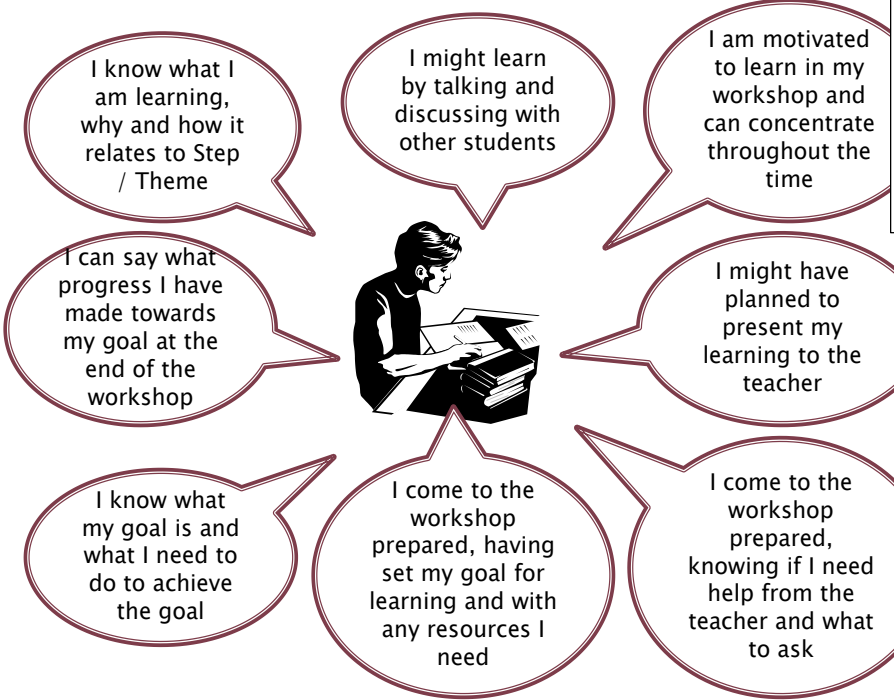 I know what I
am learning,
why and how it
relates to Step
/ Theme
I might learn
by talking and
discussing with
other students
I am motivated
to learn in my
workshop and
can concentrate
throughout the
time
I can say what
progress I have
made towards
my goal at the
end of the
workshop
I might have
planned to
present my
learning to the
teacher
I know what
my goal is and
what I need to
do to achieve
the goal
I come to the
workshop
prepared, having
set my goal for
learning and with
any resources I
need
I come to the
workshop
prepared,
knowing if I need
help from the
teacher and what
to ask